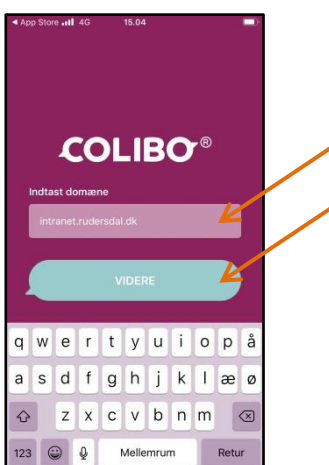 App Store 4G 15.04
COLIBO®
Indtast domæne
intranet.rudersdal.dk
VIDERE
q w e r t y u i o p å
a s d f g h j k l æ ø
z x c v b n m
123 Mellemrum Retur